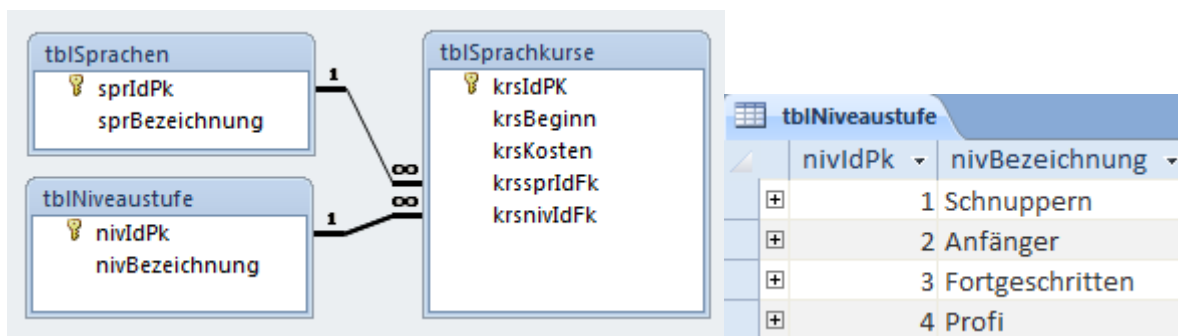 tblSprachen
sprIdPk
sprBezeichnung
1
∞
tblNiveaustufe
nivIdPk
nivBezeichnung
1
∞
tblSprachkurse
krsIdPK
krsBeginn
krsKosten
krssprIdFk
krsnivIdFk
tblNiveaustufe
nivIdPk nivBezeichnung
1 Schnuppern
2 Anfänger
3 Fortgeschritten
4 Profi